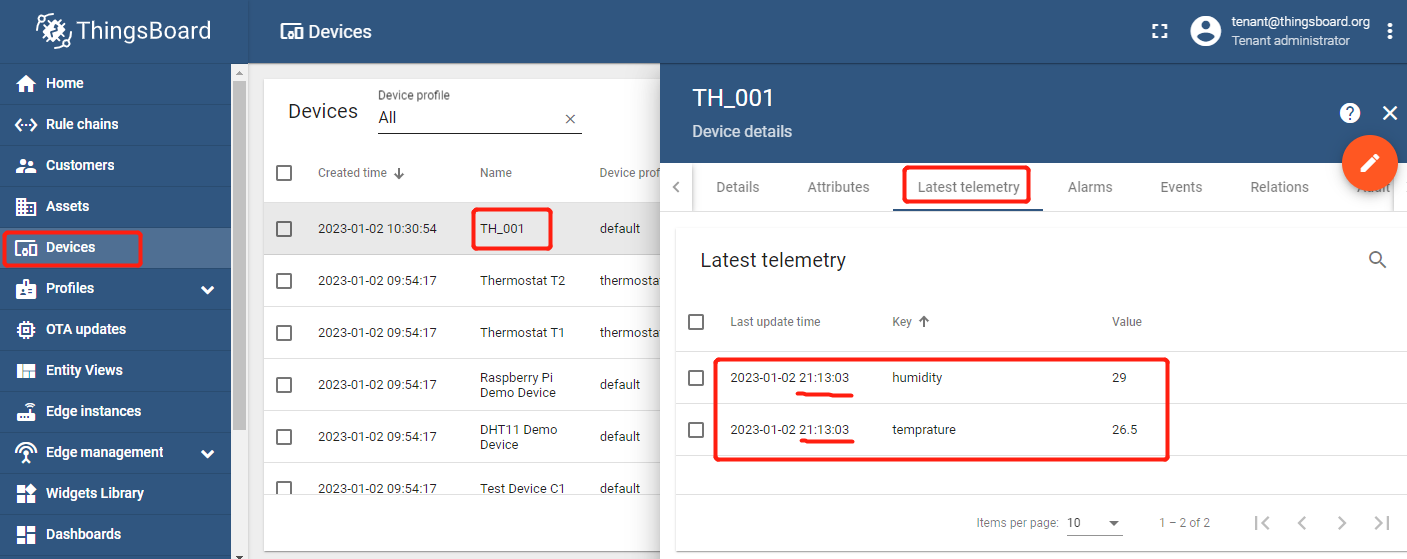 ThingsBoard
Devices
tenant@thingsboard.org
Tenant administrator
Home
Rule chains
Customers
Assets
Devices
Profiles
OTA updates
Entity Views
Edge instances
Edge management
Widgets Library
Dashboards
Devices
Device profile
All
Created time
Name
Device prof
2023-01-02 10:30:54
TH_001
default
2023-01-02 09:54:17
Thermostat T2
thermosta
2023-01-02 09:54:17
Thermostat T1
thermosta
2023-01-02 09:54:17
Raspberry Pi
Demo Device
default
2023-01-02 09:54:17
DHT11 Demo
Device
default
2023-01-02 09:54:17
Test Device C1
default
TH_001
Device details
Details
Attributes
Latest telemetry
Alarms
Events
Relations
Audit
Latest telemetry
Last update time
Key
Value
2023-01-02 21:13:03
humidity
29
2023-01-02 21:13:03
temprature
26.5
Items per page:
10
1 – 2 of 2